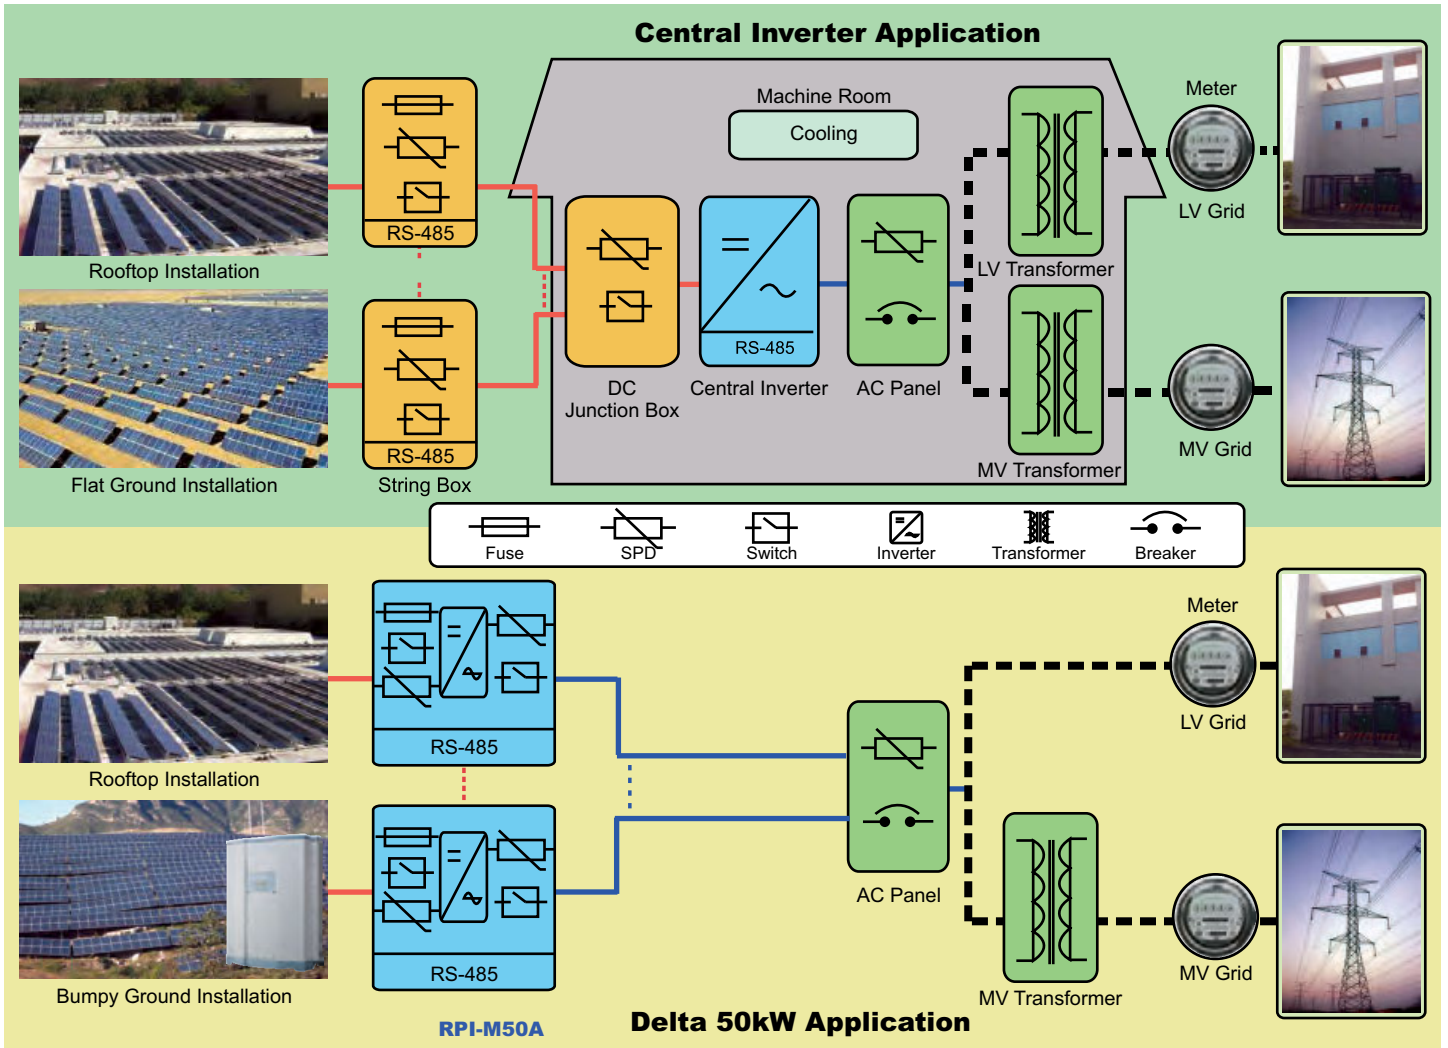 Central Inverter Application
Machine Room
Cooling
Meter
RS-485
LV Grid
Rooftop Installation
LV Transformer
RS-485
DC
Junction Box
Central Inverter
AC Panel
RS-485
MV Grid
MV Transformer
Flat Ground Installation
String Box
Fuse
SPD
Switch
Inverter
Transformer
Breaker
Meter
LV Grid
RS-485
Rooftop Installation
AC Panel
RS-485
MV Grid
Bumpy Ground Installation
MV Transformer
RPI-M50A
Delta 50kW Application